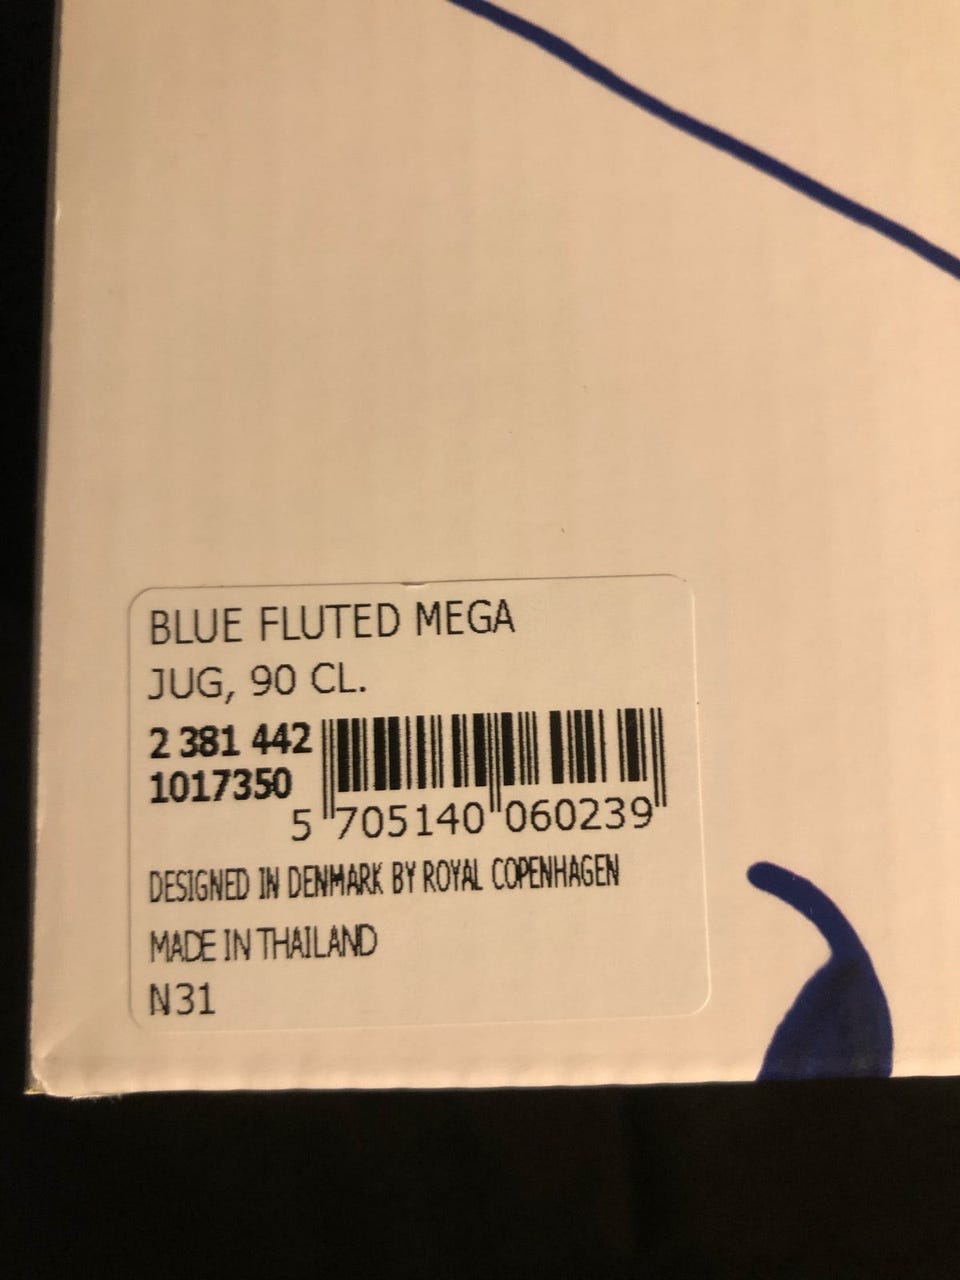 BLUE FLUTED MEGA
JUG, 90 CL.
2 381 442
1017350
5 705140 060239
DESIGNED IN DENMARK BY ROYAL COPENHAGEN
MADE IN THAILAND
N31